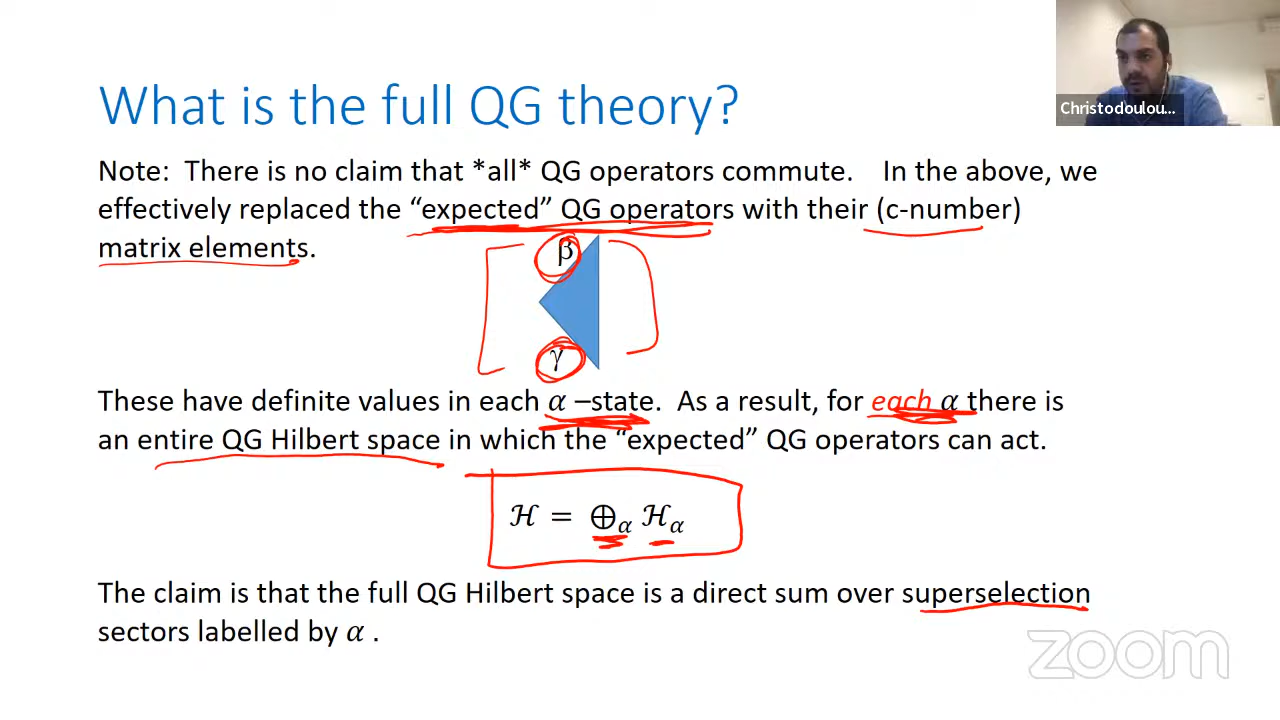 Christodoulou...
What is the full QG theory?
Note: There is no claim that *all* QG operators commute. In the above, we
effectively replaced the “expected” QG operators with their (c-number)
matrix elements.
β
γ
These have definite values in each α –state. As a result, for each α there is
an entire QG Hilbert space in which the “expected” QG operators can act.
ℋ = ⊕α ℋα
The claim is that the full QG Hilbert space is a direct sum over superselection
sectors labelled by α .
zoom